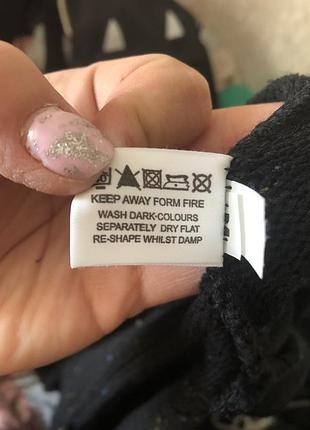 KEEP AWAY FORM FIRE
WASH DARK-COLOURS
SEPARATELY DRY FLAT
RE-SHAPE WHILST DAMP